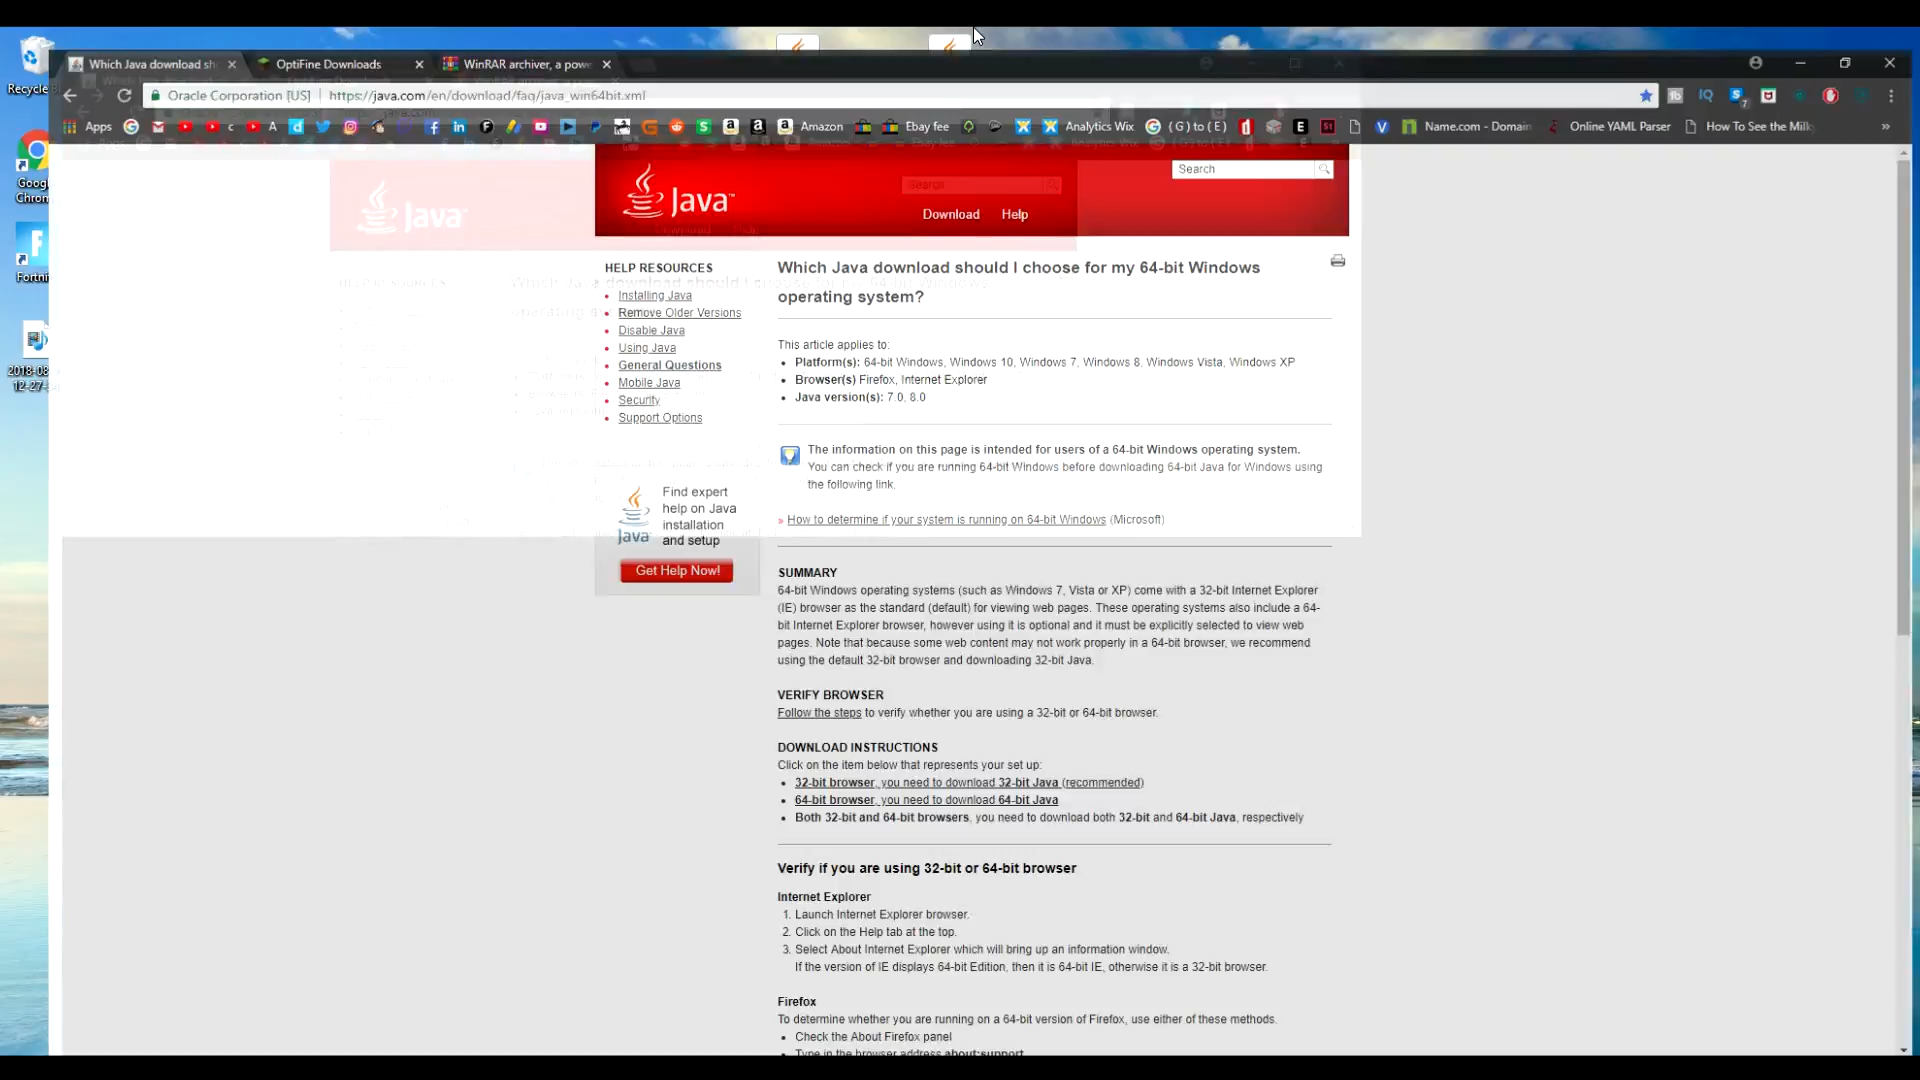 Recycle
Which Java download sh
OptiFine Downloads
WinRAR archiver, a powe
Oracle Corporation [US]
https://java.com/en/download/faq/java_win64bit.xml
Apps
Amazon
Ebay fee
Analytics Wix
( G ) to ( E )
Name.com - Domain
Online YAML Parser
How To See the Milk
Goog
Chrom
Fortni
2018-08
12-27-
Java
Java
Search
Search
Download
Help
HELP RESOURCES
Installing Java
Remove Older Versions
Disable Java
Using Java
General Questions
Mobile Java
Security
Support Options
Find expert
help on Java
installation
and setup
Java
Get Help Now!
Which Java download should I choose for my 64-bit Windows
operating system?
This article applies to:
Platform(s): 64-bit Windows, Windows 10, Windows 7, Windows 8, Windows Vista, Windows XP
Browser(s) Firefox, Internet Explorer
Java version(s): 7.0, 8.0
The information on this page is intended for users of a 64-bit Windows operating system.
You can check if you are running 64-bit Windows before downloading 64-bit Java for Windows using
the following link.
» How to determine if your system is running on 64-bit Windows (Microsoft)
SUMMARY
64-bit Windows operating systems (such as Windows 7, Vista or XP) come with a 32-bit Internet Explorer
(IE) browser as the standard (default) for viewing web pages. These operating systems also include a 64-
bit Internet Explorer browser, however using it is optional and it must be explicitly selected to view web
pages. Note that because some web content may not work properly in a 64-bit browser, we recommend
using the default 32-bit browser and downloading 32-bit Java.
VERIFY BROWSER
Follow the steps to verify whether you are using a 32-bit or 64-bit browser.
DOWNLOAD INSTRUCTIONS
Click on the item below that represents your set up:
32-bit browser, you need to download 32-bit Java (recommended)
64-bit browser, you need to download 64-bit Java
Both 32-bit and 64-bit browsers, you need to download both 32-bit and 64-bit Java, respectively
Verify if you are using 32-bit or 64-bit browser
Internet Explorer
1. Launch Internet Explorer browser.
2. Click on the Help tab at the top.
3. Select About Internet Explorer which will bring up an information window.
If the version of IE displays 64-bit Edition, then it is 64-bit IE, otherwise it is a 32-bit browser.
Firefox
To determine whether you are running on a 64-bit version of Firefox, use either of these methods.
Check the About Firefox panel
Type in the browser address about:support